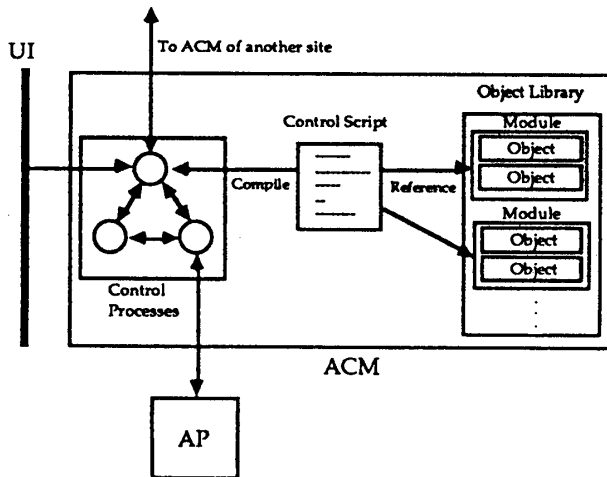 To ACM of another site
UI
Object Library
Control Script
Module
Object
Object
Compile
Reference
Module
Object
Object
Control
Processes
ACM
AP